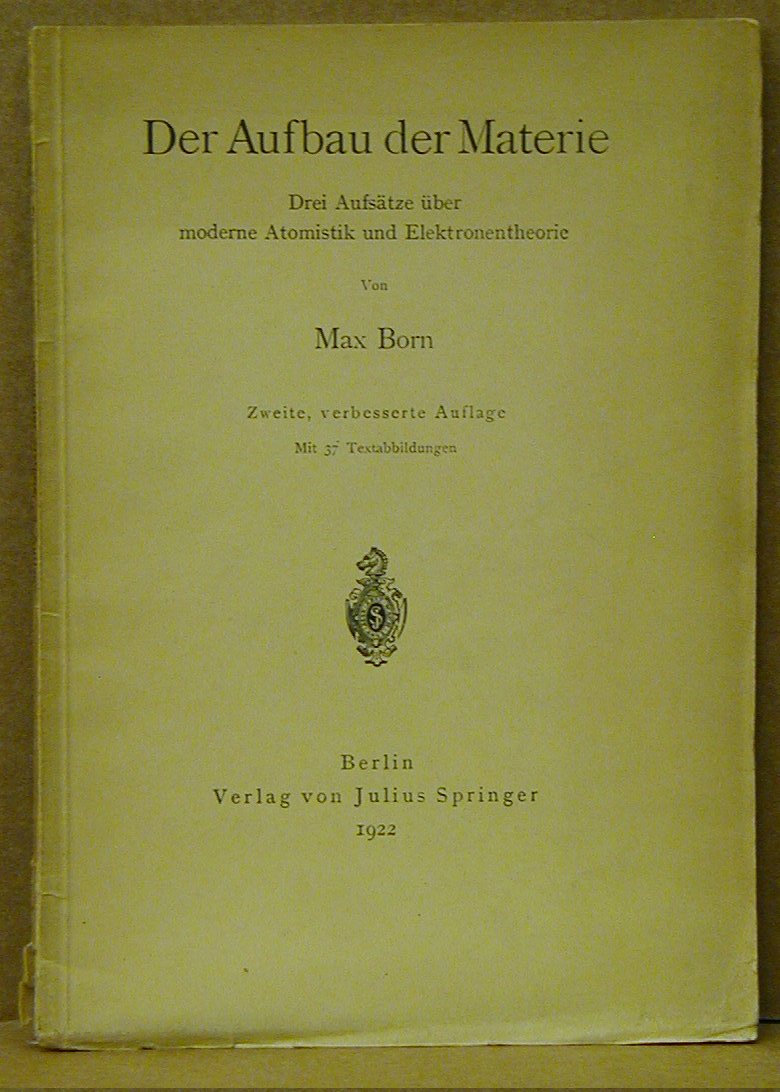 Der Aufbau der Materie
Drei Aufsätze über
moderne Atomistik und Elektronentheorie
Von
Max Born
Zweite, verbesserte Auflage
Mit 37 Textabbildungen
Berlin
Verlag von Julius Springer
1922